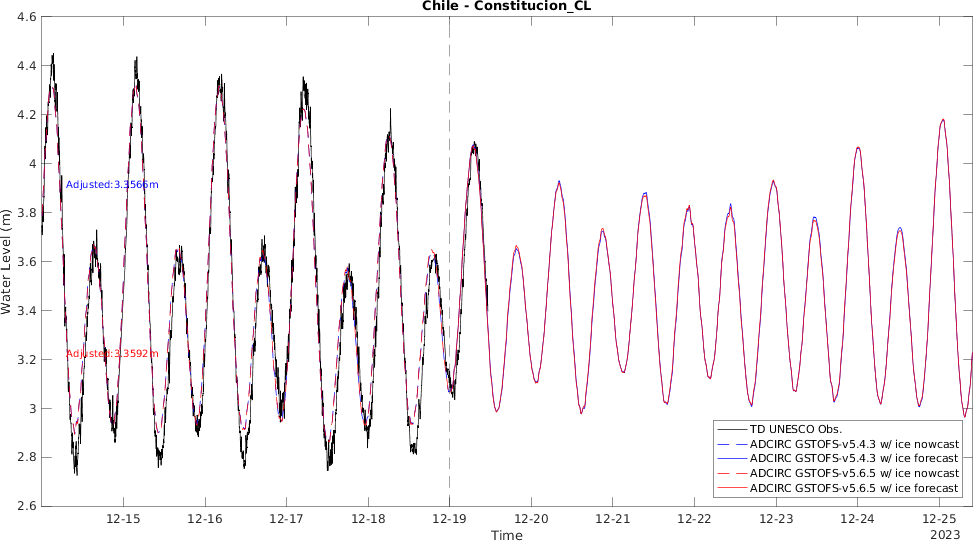 Chile - Constitucion_CL
4.6
4.4
4.2
4
3.8
3.6
3.4
3.2
3
2.8
2.6
Water Level (m)
Adjusted:3.3566m
Adjusted:3.3592m
TD UNESCO Obs.
ADCIRC GSTOFS-v5.4.3 w/ ice nowcast
ADCIRC GSTOFS-v5.4.3 w/ ice forecast
ADCIRC GSTOFS-v5.6.5 w/ ice nowcast
ADCIRC GSTOFS-v5.6.5 w/ ice forecast
12-15 12-16 12-17 12-18 12-19 12-20 12-21 12-22 12-23 12-24 12-25
Time
2023